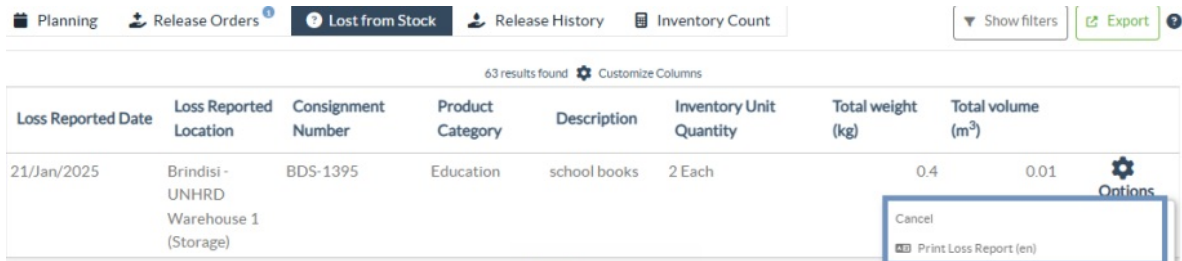 Planning Release Orders 1 Lost from Stock Release History Inventory Count Show filters Export
63 results found Customize Columns
Loss Reported Date Loss Reported Location Consignment Number Product Category Description Inventory Unit Quantity Total weight (kg) Total volume (m³)
21/Jan/2025 Brindisi - UNHRD Warehouse 1 (Storage) BDS-1395 Education school books 2 Each 0.4 0.01 Options
Cancel
Print Loss Report (en)